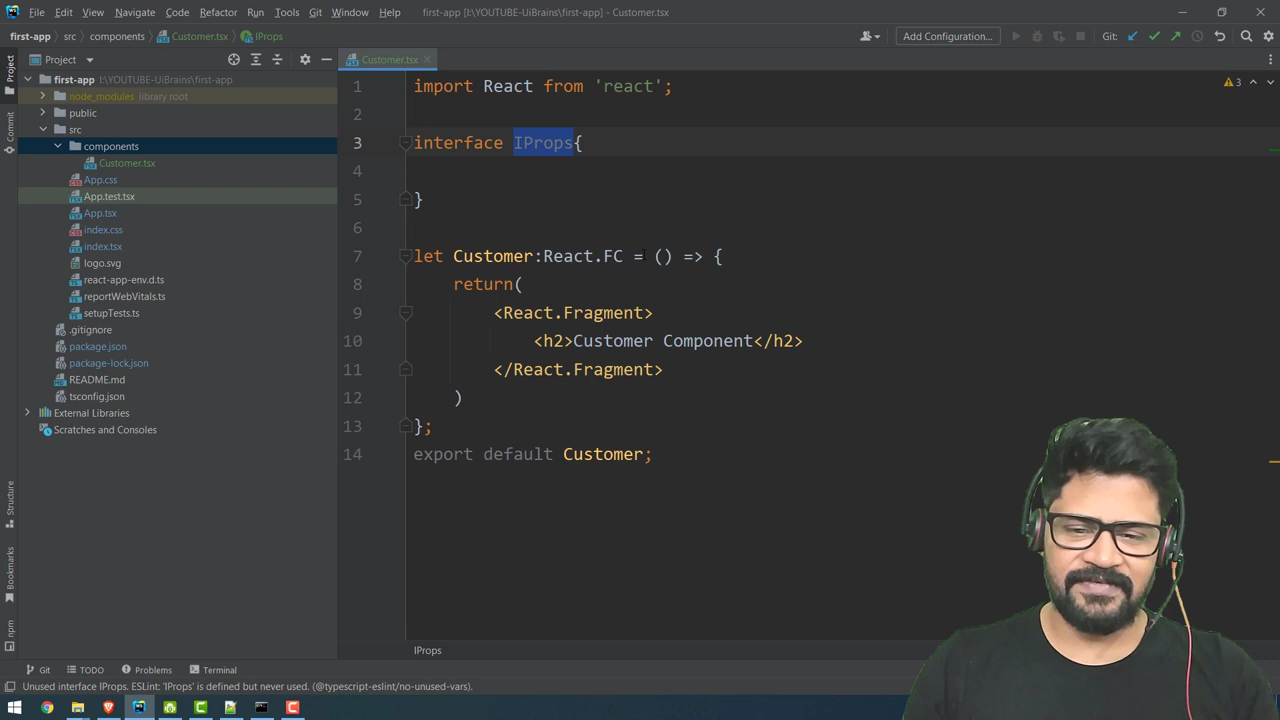 File Edit View Navigate Code Refactor Run Tools Git Window Help first-app [I:\YOUTUBE-UiBrains\first-app] - Customer.tsx
first-app src components Customer.tsx IProps Add Configuration... Git:
Project Customer.tsx
first-app I:\YOUTUBE-UiBrains\first-app
node_modules library root
public
src
components
Customer.tsx
App.css
App.test.tsx
App.tsx
index.css
index.tsx
logo.svg
react-app-env.d.ts
reportWebVitals.ts
setupTests.ts
.gitignore
package.json
package-lock.json
README.md
tsconfig.json
External Libraries
Scratches and Consoles
Project
Commit
Structure
Bookmarks
npm
1 import React from 'react';
2
3 interface IProps{
4
5 }
6
7 let Customer:React.FC = () => {
8 return(
9 <React.Fragment>
10 <h2>Customer Component</h2>
11 </React.Fragment>
12 )
13 };
14 export default Customer;
3
IProps
Git TODO Problems Terminal
Unused interface IProps. ESLint: 'IProps' is defined but never used. (@typescript-eslint/no-unused-vars).